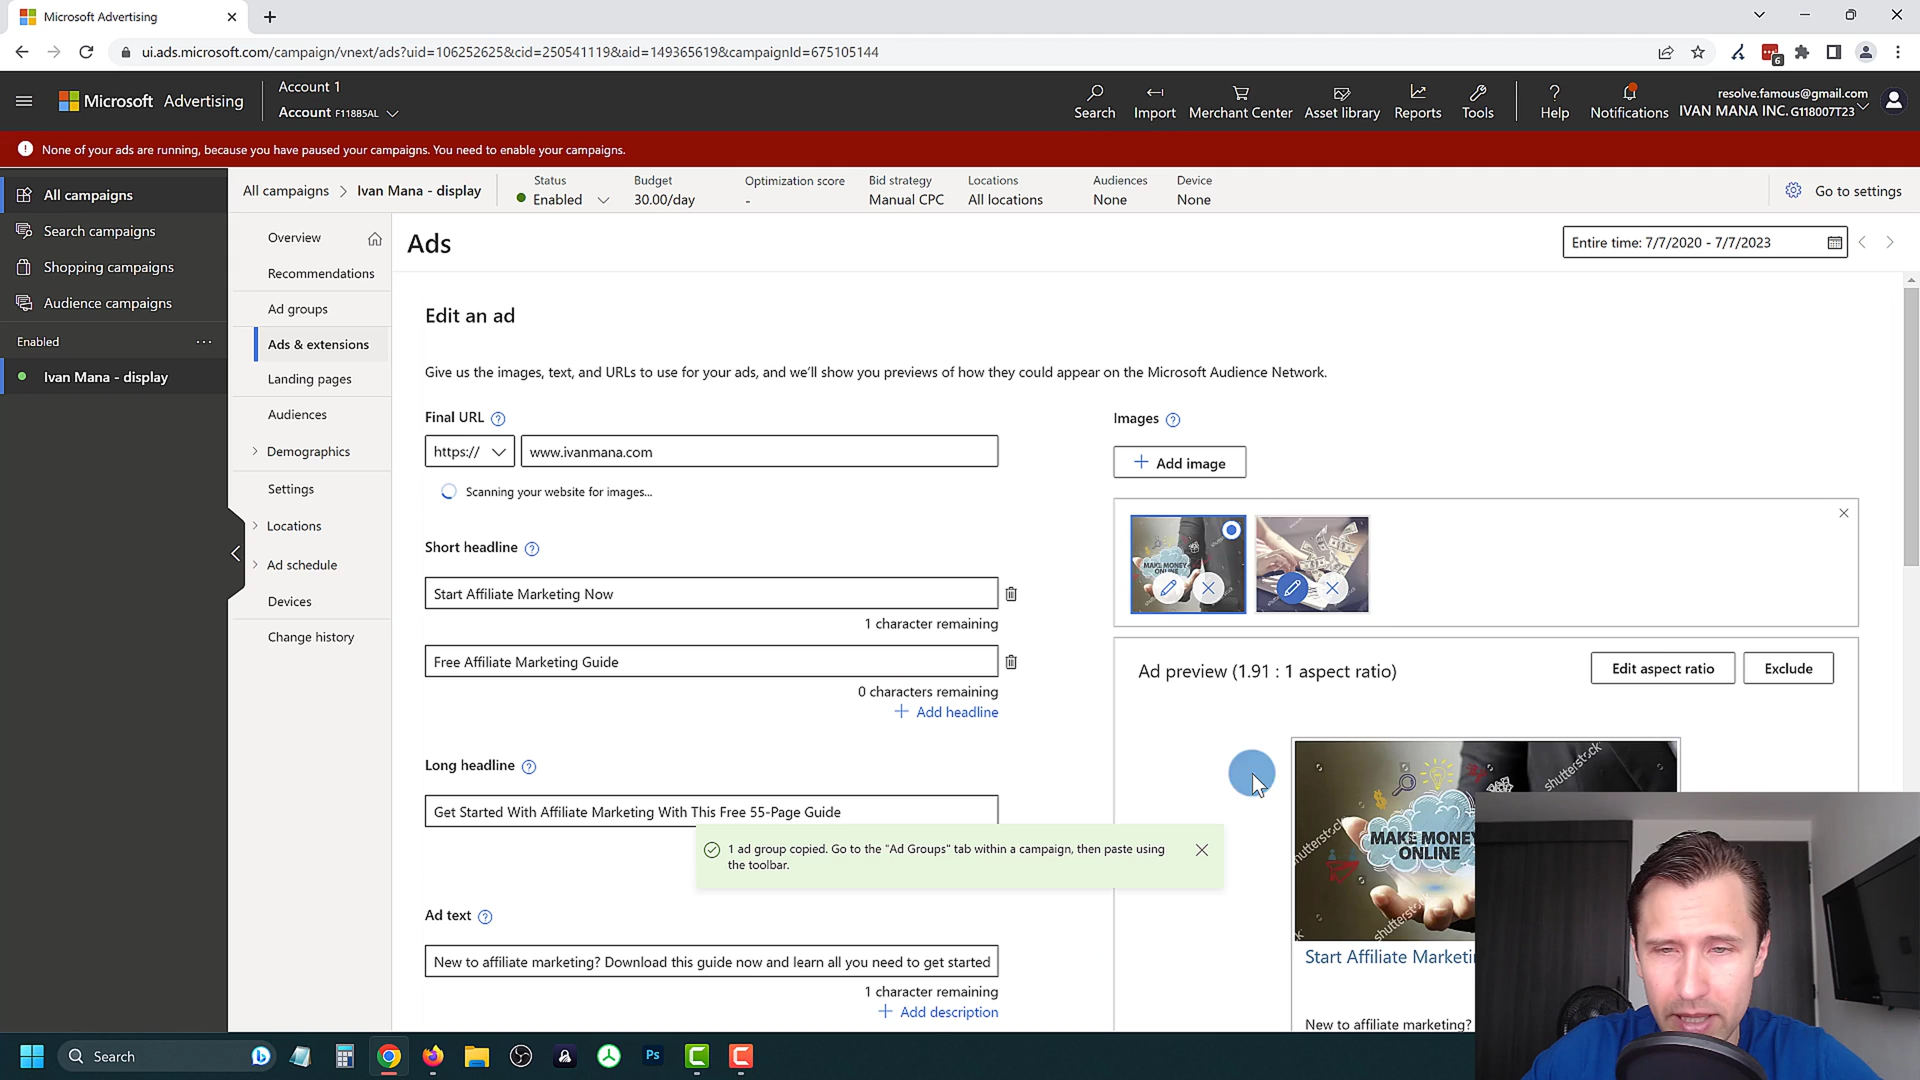 Microsoft Advertising
ui.ads.microsoft.com/campaign/vnext/ads?uid=106252625&cid=250541119&aid=149365619&campaignId=675105144
6
Microsoft Advertising
Account 1
Account F118B5AL
Search
Import
Merchant Center
Asset library
Reports
Tools
Help
Notifications
resolve.famous@gmail.com
IVAN MANA INC. G118007T23
None of your ads are running, because you have paused your campaigns. You need to enable your campaigns.
All campaigns
Search campaigns
Shopping campaigns
Audience campaigns
Enabled
Ivan Mana - display
All campaigns > Ivan Mana - display
Status
Enabled
Budget
30.00/day
Optimization score
-
Bid strategy
Manual CPC
Locations
All locations
Audiences
None
Device
None
Go to settings
Overview
Recommendations
Ad groups
Ads & extensions
Landing pages
Audiences
Demographics
Settings
Locations
Ad schedule
Devices
Change history
Ads
Entire time: 7/7/2020 - 7/7/2023
Edit an ad
Give us the images, text, and URLs to use for your ads, and we'll show you previews of how they could appear on the Microsoft Audience Network.
Final URL
https://
www.ivanmana.com
Scanning your website for images...
Short headline
Start Affiliate Marketing Now
1 character remaining
Free Affiliate Marketing Guide
0 characters remaining
+ Add headline
Long headline
Get Started With Affiliate Marketing With This Free 55-Page Guide
1 ad group copied. Go to the "Ad Groups" tab within a campaign, then paste using
the toolbar.
Ad text
New to affiliate marketing? Download this guide now and learn all you need to get started
1 character remaining
+ Add description
Images
+ Add image
MAKE MONEY
ONLINE
Ad preview (1.91 : 1 aspect ratio)
Edit aspect ratio
Exclude
shutterstock
shutterstock
MAKE MONEY
ONLINE
shutterst
Start Affiliate Marketi
New to affiliate marketing?
Search
Ps